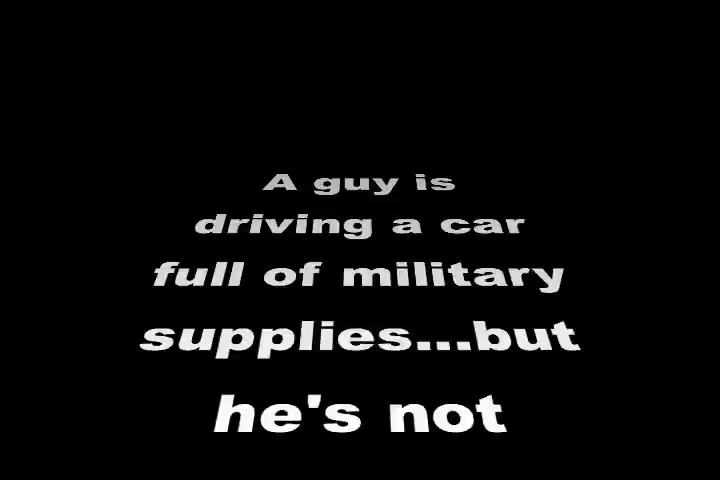 A guy is
driving a car
full of military
supplies...but
he's not